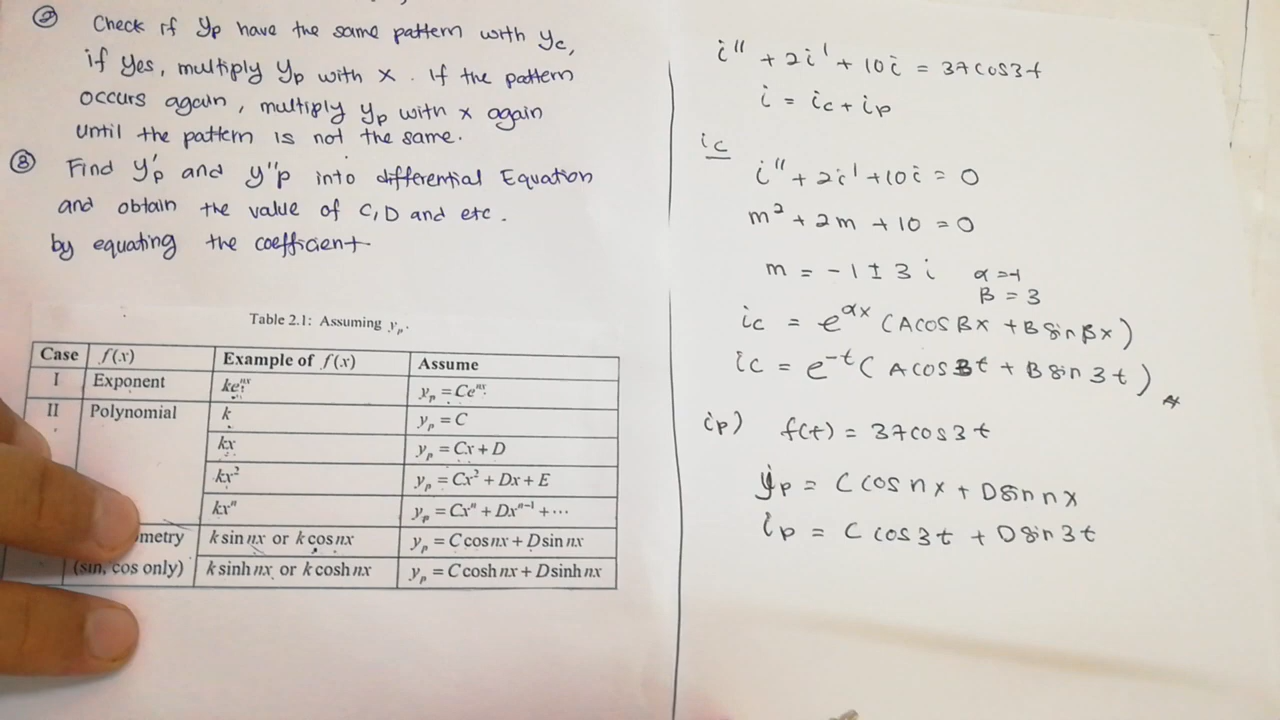 ② Check if yp have the same pattern with yc,
if yes, multiply yp with x. If the pattern
occurs again, multiply yp with x again
until the pattern is not the same.
③ Find y'p and y"p into differential Equation
and obtain the value of C,D and etc.
by equating the coefficient
Table 2.1: Assuming yp.
Case f(x) Example of f(x) Assume
I Exponent ke^nx yp = Ce^nx
II Polynomial k yp = C
kx yp = Cx + D
kx² yp = Cx² + Dx + E
kx^n yp = Cx^n + Dx^n-1 + ⋯
metry k sin nx or k cos nx yp = C cos nx + D sin nx
(sin, cos only) k sinh nx or k cosh nx yp = C cosh nx + D sinh nx
i'' + 2i' + 10i = 37cos3t
i = ic + ip
ic
i'' + 2i' + 10i = 0
m² + 2m + 10 = 0
m = -1 ± 3i α = -1
β = 3
ic = e^αx (A cos βx + B sin βx)
ic = e^-t (A cos 3t + B sin 3t)
ip) f(t) = 37cos3t
yp = C cos nx + D sin nx
ip = C cos 3t + D sin 3t